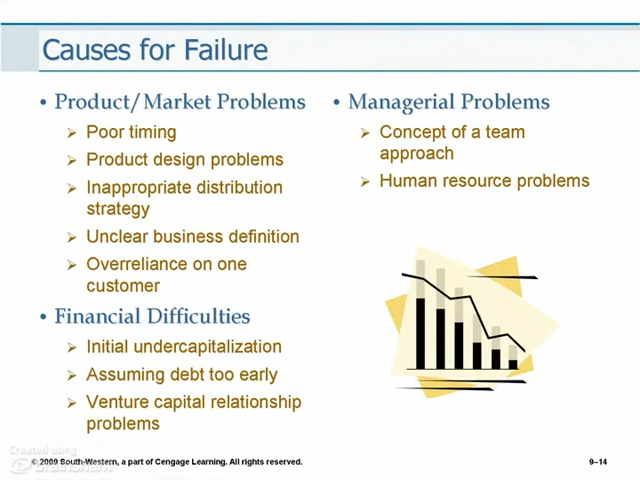 Causes for Failure
• Product/Market Problems
➢ Poor timing
➢ Product design problems
➢ Inappropriate distribution
strategy
➢ Unclear business definition
➢ Overreliance on one
customer
• Financial Difficulties
➢ Initial undercapitalization
➢ Assuming debt too early
➢ Venture capital relationship
problems
• Managerial Problems
➢ Concept of a team
approach
➢ Human resource problems
Created using
© 2009 South-Western, a part of Cengage Learning. All rights reserved.
9–14